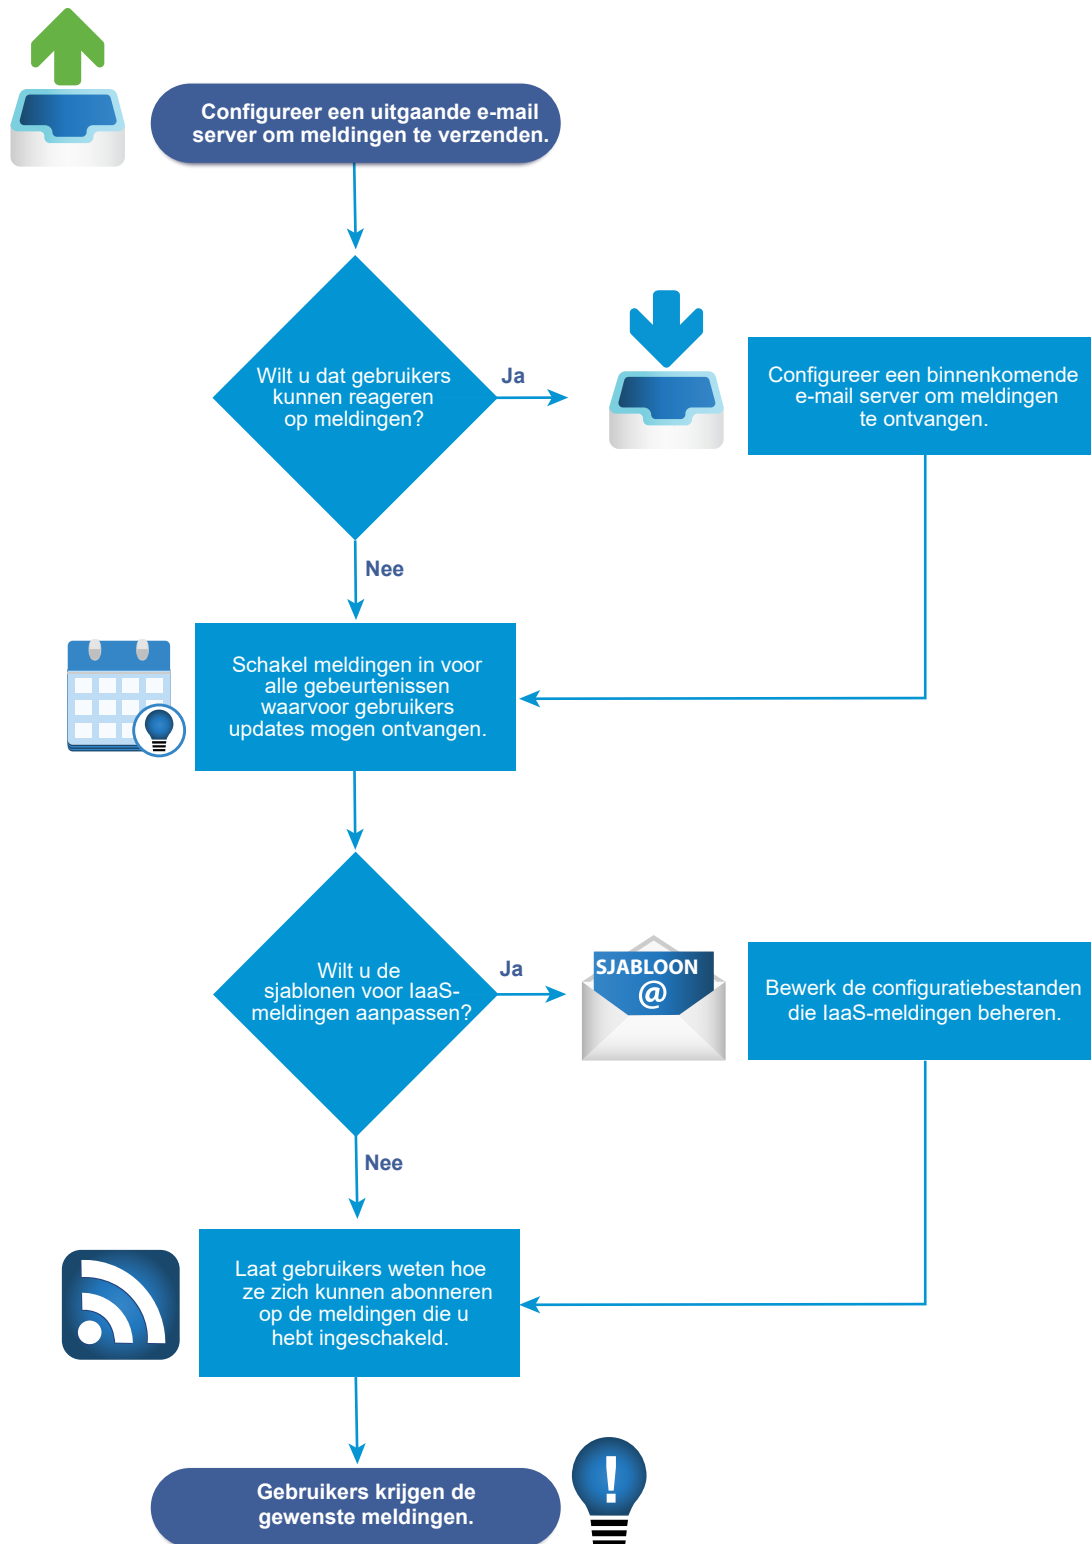 Configureer een uitgaande e-mail
server om meldingen te verzenden.
Wilt u dat gebruikers
kunnen reageren
op meldingen?
Ja
Configureer een binnenkomende
e-mail server om meldingen
te ontvangen.
Nee
Schakel meldingen in voor
alle gebeurtenissen
waarvoor gebruikers
updates mogen ontvangen.
Wilt u de
sjablonen voor IaaS-
meldingen aanpassen?
Ja
SJABLOON
@
Bewerk de configuratiebestanden
die IaaS-meldingen beheren.
Nee
Laat gebruikers weten hoe
ze zich kunnen abonneren
op de meldingen die u
hebt ingeschakeld.
Gebruikers krijgen de
gewenste meldingen.
!